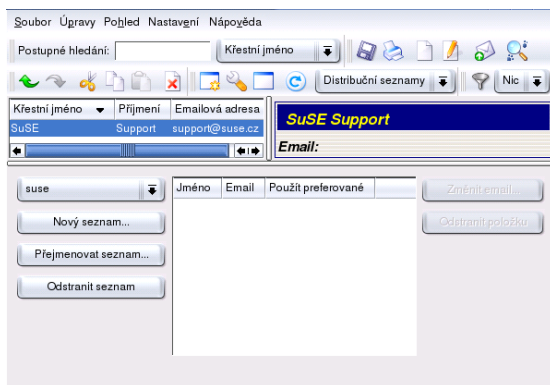 Soubor Úpravy Pohled Nastavení Nápověda
Postupné hledání: Křestní jméno
Distribuční seznamy Nic
Křestní jméno Příjmení Emailová adresa
SuSE Support support@suse.cz
SuSE Support
Email:
suse
Jméno Email Použít preferované
Změnit email...
Nový seznam...
Odstranit položku
Přejmenovat seznam...
Odstranit seznam